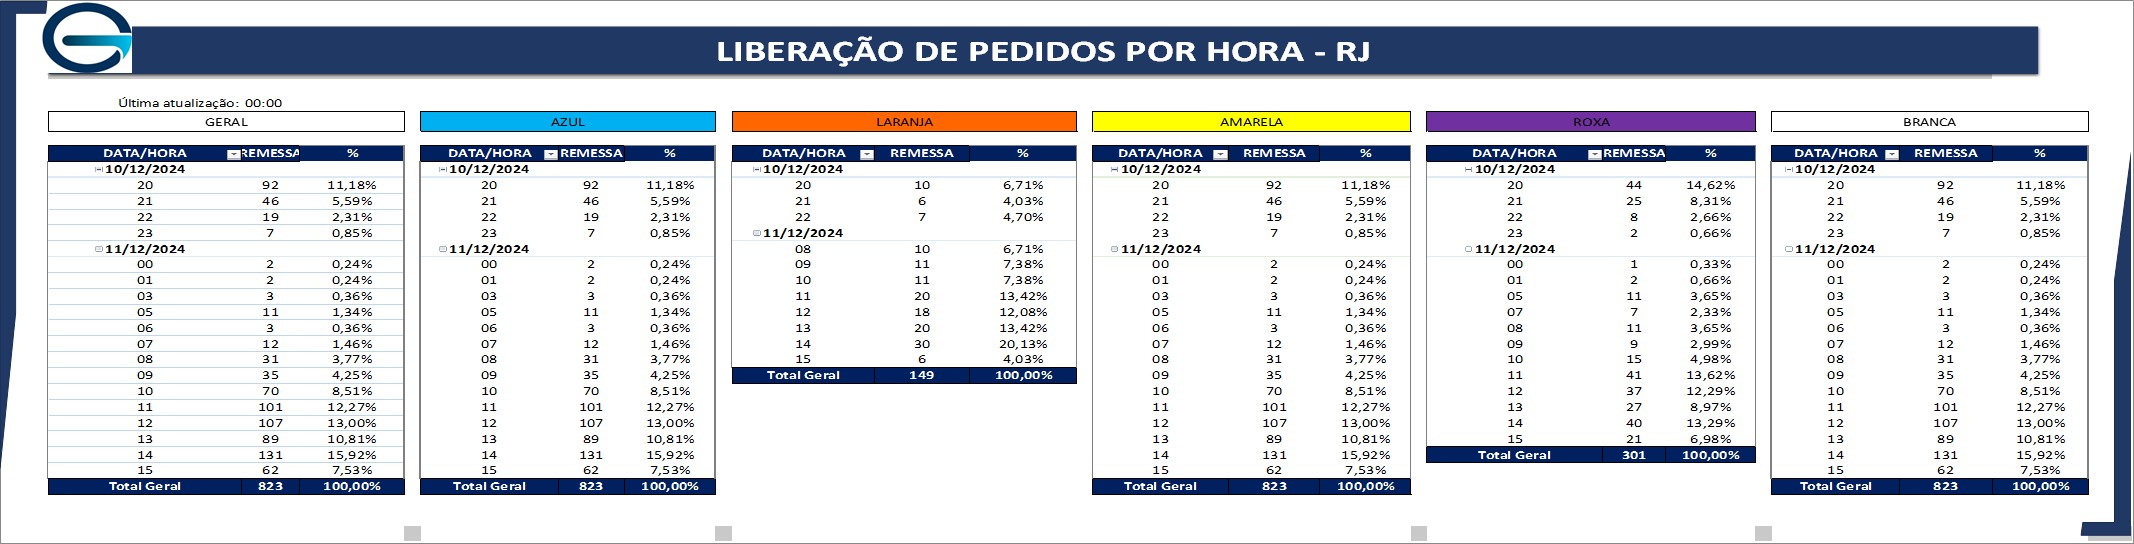 LIBERAÇÃO DE PEDIDOS POR HORA - RJ
Última atualização: 00:00
GERAL
DATA/HORA REMESSA %
10/12/2024
20 92 11,18%
21 46 5,59%
22 19 2,31%
23 7 0,85%
11/12/2024
00 2 0,24%
01 2 0,24%
03 3 0,36%
05 11 1,34%
06 3 0,36%
07 12 1,46%
08 31 3,77%
09 35 4,25%
10 70 8,51%
11 101 12,27%
12 107 13,00%
13 89 10,81%
14 131 15,92%
15 62 7,53%
Total Geral 823 100,00%
AZUL
DATA/HORA REMESSA %
10/12/2024
20 92 11,18%
21 46 5,59%
22 19 2,31%
23 7 0,85%
11/12/2024
00 2 0,24%
01 2 0,24%
03 3 0,36%
05 11 1,34%
06 3 0,36%
07 12 1,46%
08 31 3,77%
09 35 4,25%
10 70 8,51%
11 101 12,27%
12 107 13,00%
13 89 10,81%
14 131 15,92%
15 62 7,53%
Total Geral 823 100,00%
LARANJA
DATA/HORA REMESSA %
10/12/2024
20 10 6,71%
21 6 4,03%
22 7 4,70%
11/12/2024
08 10 6,71%
09 11 7,38%
10 11 7,38%
11 20 13,42%
12 18 12,08%
13 20 13,42%
14 30 20,13%
15 6 4,03%
Total Geral 149 100,00%
AMARELA
DATA/HORA REMESSA %
10/12/2024
20 92 11,18%
21 46 5,59%
22 19 2,31%
23 7 0,85%
11/12/2024
00 2 0,24%
01 2 0,24%
03 3 0,36%
05 11 1,34%
06 3 0,36%
07 12 1,46%
08 31 3,77%
09 35 4,25%
10 70 8,51%
11 101 12,27%
12 107 13,00%
13 89 10,81%
14 131 15,92%
15 62 7,53%
Total Geral 823 100,00%
ROXA
DATA/HORA REMESSA %
10/12/2024
20 44 14,62%
21 25 8,31%
22 8 2,66%
23 2 0,66%
11/12/2024
00 1 0,33%
01 2 0,66%
05 11 3,65%
07 7 2,33%
08 11 3,65%
09 9 2,99%
10 15 4,98%
11 41 13,62%
12 37 12,29%
13 27 8,97%
14 40 13,29%
15 21 6,98%
Total Geral 301 100,00%
BRANCA
DATA/HORA REMESSA %
10/12/2024
20 92 11,18%
21 46 5,59%
22 19 2,31%
23 7 0,85%
11/12/2024
00 2 0,24%
01 2 0,24%
03 3 0,36%
05 11 1,34%
06 3 0,36%
07 12 1,46%
08 31 3,77%
09 35 4,25%
10 70 8,51%
11 101 12,27%
12 107 13,00%
13 89 10,81%
14 131 15,92%
15 62 7,53%
Total Geral 823 100,00%